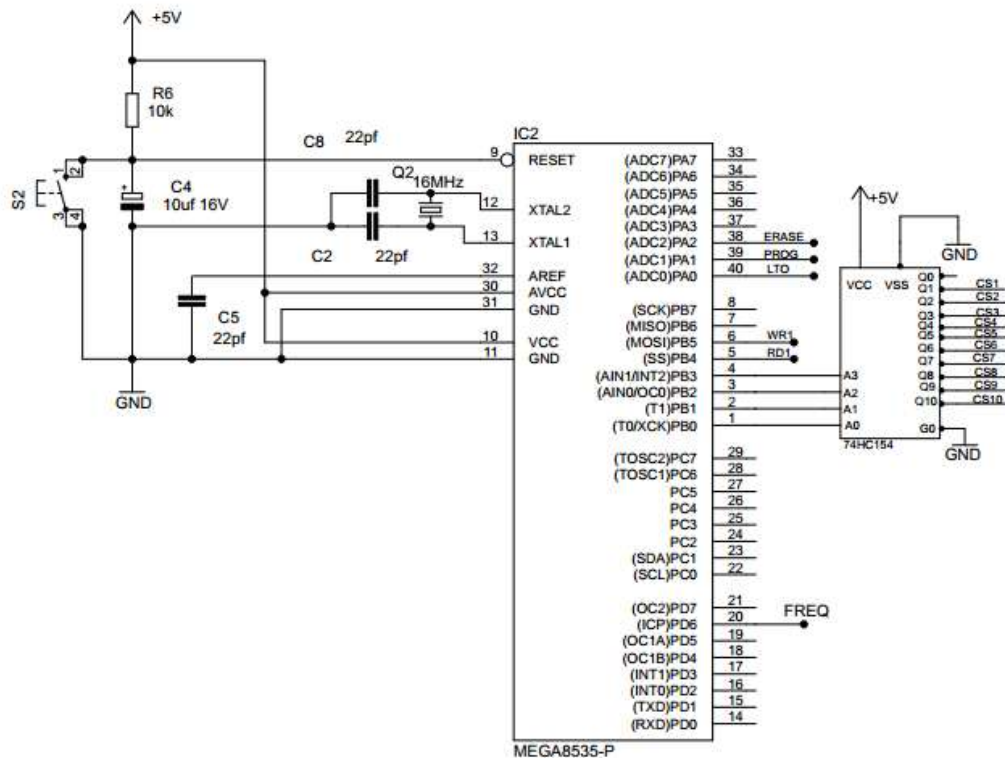 +5V
R6
10k
C8 22pf
S2
1
2
3
4
C4
10uf 16V
+
Q2
16MHz
C2 22pf
C5
22pf
GND
IC2
9 RESET
12 XTAL2
13 XTAL1
32 AREF
30 AVCC
31 GND
10 VCC
11 GND
(ADC7)PA7 33
(ADC6)PA6 34
(ADC5)PA5 35
(ADC4)PA4 36
(ADC3)PA3 37
(ADC2)PA2 38 ERASE
(ADC1)PA1 39 PROG
(ADC0)PA0 40 LTO
(SCK)PB7 8
(MISO)PB6 7
(MOSI)PB5 6 WR1
(SS)PB4 5 RD1
(AIN1/INT2)PB3 4
(AIN0/OC0)PB2 3
(T1)PB1 2
(T0/XCK)PB0 1
(TOSC2)PC7 29
(TOSC1)PC6 28
PC5 27
PC4 26
PC3 25
PC2 24
(SDA)PC1 23
(SCL)PC0 22
(OC2)PD7 21
(ICP)PD6 20 FREQ
(OC1A)PD5 19
(OC1B)PD4 18
(INT1)PD3 17
(INT0)PD2 16
(TXD)PD1 15
(RXD)PD0 14
MEGA8535-P
+5V
GND
VCC VSS
Q0
Q1 CS1
Q2 CS2
Q3 CS3
Q4 CS4
Q5 CS5
Q6 CS6
Q7 CS7
Q8 CS8
Q9 CS9
Q10 CS10
A3
A2
A1
A0
G0
74HC154
GND